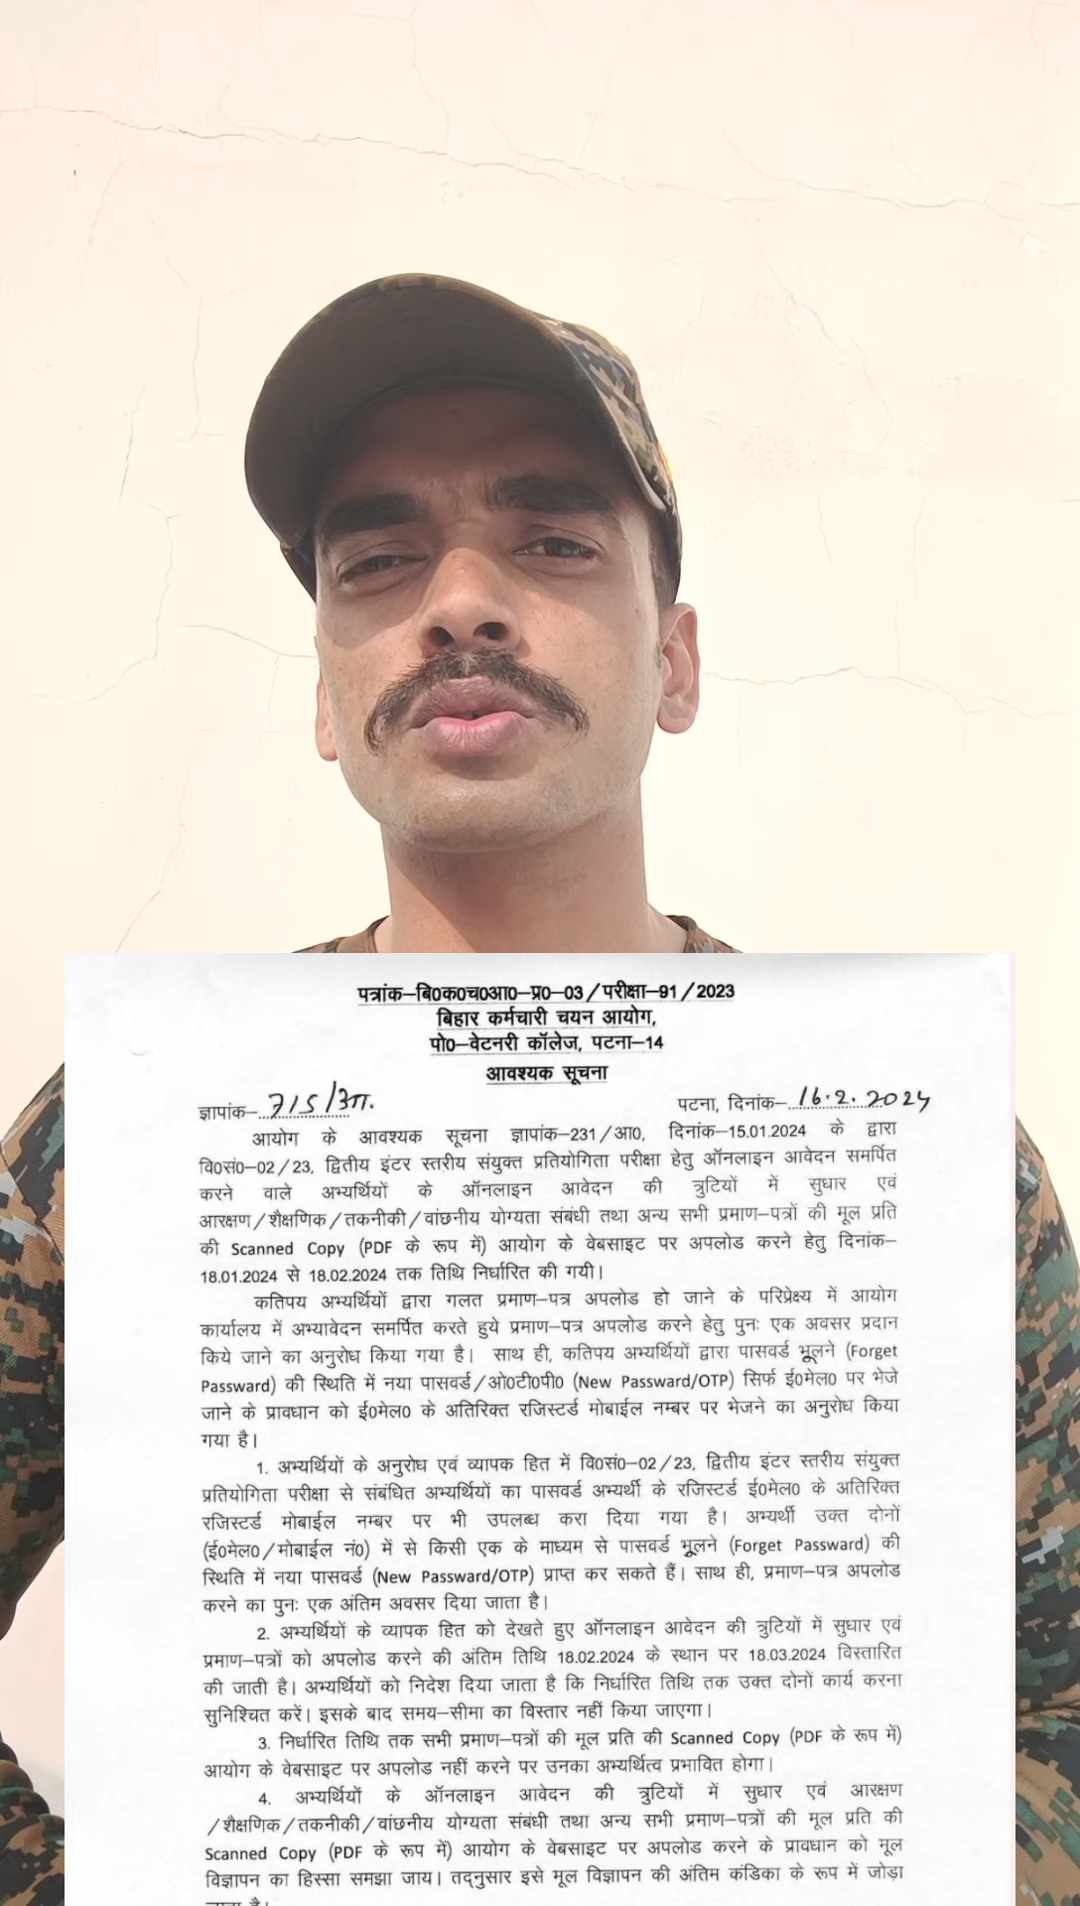 पत्रांक–बि0क0च0आ0–प्र0–03/परीक्षा–91/2023
बिहार कर्मचारी चयन आयोग,
पो0–वेटनरी कॉलेज, पटना–14
आवश्यक सूचना
ज्ञापांक–715/आ. पटना, दिनांक–16.2.2024
आयोग के आवश्यक सूचना ज्ञापांक–231/आ0, दिनांक–15.01.2024 के द्वारा
वि0सं0–02/23, द्वितीय इंटर स्तरीय संयुक्त प्रतियोगिता परीक्षा हेतु ऑनलाइन आवेदन समर्पित
करने वाले अभ्यर्थियों के ऑनलाइन आवेदन की त्रुटियों में सुधार एवं
आरक्षण/शैक्षणिक/तकनीकी/वांछनीय योग्यता संबंधी तथा अन्य सभी प्रमाण–पत्रों की मूल प्रति
की Scanned Copy (PDF के रूप में) आयोग के वेबसाइट पर अपलोड करने हेतु दिनांक–
18.01.2024 से 18.02.2024 तक तिथि निर्धारित की गयी।
कतिपय अभ्यर्थियों द्वारा गलत प्रमाण–पत्र अपलोड हो जाने के परिप्रेक्ष्य में आयोग
कार्यालय में अभ्यावेदन समर्पित करते हुये प्रमाण–पत्र अपलोड करने हेतु पुनः एक अवसर प्रदान
किये जाने का अनुरोध किया गया है। साथ ही, कतिपय अभ्यर्थियों द्वारा पासवर्ड भूलने (Forget
Passward) की स्थिति में नया पासवर्ड/ओ0टी0पी0 (New Passward/OTP) सिर्फ ई0मेल0 पर भेजे
जाने के प्रावधान को ई0मेल0 के अतिरिक्त रजिस्टर्ड मोबाईल नम्बर पर भेजने का अनुरोध किया
गया है।
1. अभ्यर्थियों के अनुरोध एवं व्यापक हित में वि0सं0–02/23, द्वितीय इंटर स्तरीय संयुक्त
प्रतियोगिता परीक्षा से संबंधित अभ्यर्थियों का पासवर्ड अभ्यर्थी के रजिस्टर्ड ई0मेल0 के अतिरिक्त
रजिस्टर्ड मोबाईल नम्बर पर भी उपलब्ध करा दिया गया है। अभ्यर्थी उक्त दोनों
(ई0मेल0/मोबाईल नं0) में से किसी एक के माध्यम से पासवर्ड भूलने (Forget Passward) की
स्थिति में नया पासवर्ड (New Passward/OTP) प्राप्त कर सकते हैं। साथ ही, प्रमाण–पत्र अपलोड
करने का पुनः एक अंतिम अवसर दिया जाता है।
2. अभ्यर्थियों के व्यापक हित को देखते हुए ऑनलाइन आवेदन की त्रुटियों में सुधार एवं
प्रमाण–पत्रों को अपलोड करने की अंतिम तिथि 18.02.2024 के स्थान पर 18.03.2024 विस्तारित
की जाती है। अभ्यर्थियों को निदेश दिया जाता है कि निर्धारित तिथि तक उक्त दोनों कार्य करना
सुनिश्चित करें। इसके बाद समय–सीमा का विस्तार नहीं किया जाएगा।
3. निर्धारित तिथि तक सभी प्रमाण–पत्रों की मूल प्रति की Scanned Copy (PDF के रूप में)
आयोग के वेबसाइट पर अपलोड नहीं करने पर उनका अभ्यर्थित्व प्रभावित होगा।
4. अभ्यर्थियों के ऑनलाइन आवेदन की त्रुटियों में सुधार एवं आरक्षण
/शैक्षणिक/तकनीकी/वांछनीय योग्यता संबंधी तथा अन्य सभी प्रमाण–पत्रों की मूल प्रति की
Scanned Copy (PDF के रूप में) आयोग के वेबसाइट पर अपलोड करने के प्रावधान को मूल
विज्ञापन का हिस्सा समझा जाय। तद्नुसार इसे मूल विज्ञापन की अंतिम कंडिका के रूप में जोड़ा